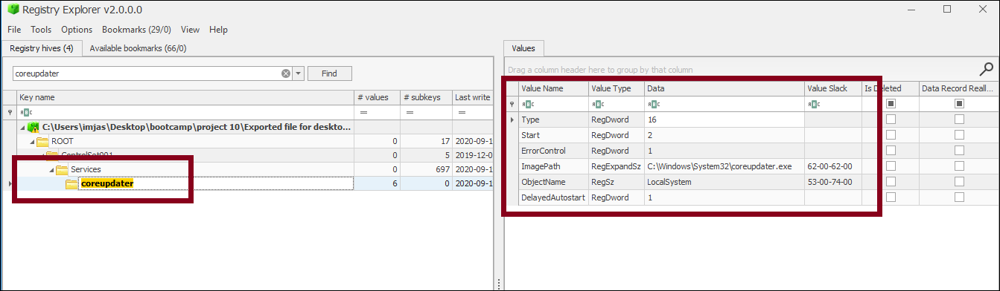 Registry Explorer v2.0.0.0
File Tools Options Bookmarks (29/0) View Help
Registry hives (4) Available bookmarks (66/0)
Values
coreupdater Find
Drag a column header here to group by that column
Key name # values # subkeys Last write
Value Name Value Type Data Value Slack Is Deleted Data Record Reall...
ABC = = =
ABC ABC ABC ABC
C:\Users\imjas\Desktop\bootcamp\project 10\Exported file for deskto...
Type RegDword 16
ROOT 0 17 2020-09-1
Start RegDword 2
ControlSet001 0 5 2019-12-0
ErrorControl RegDword 1
Services 0 697 2020-09-1
ImagePath RegExpandSz C:\Windows\System32\coreupdater.exe 62-00-62-00
coreupdater 6 0 2020-09-1
ObjectName RegSz LocalSystem 53-00-74-00
DelayedAutostart RegDword 1